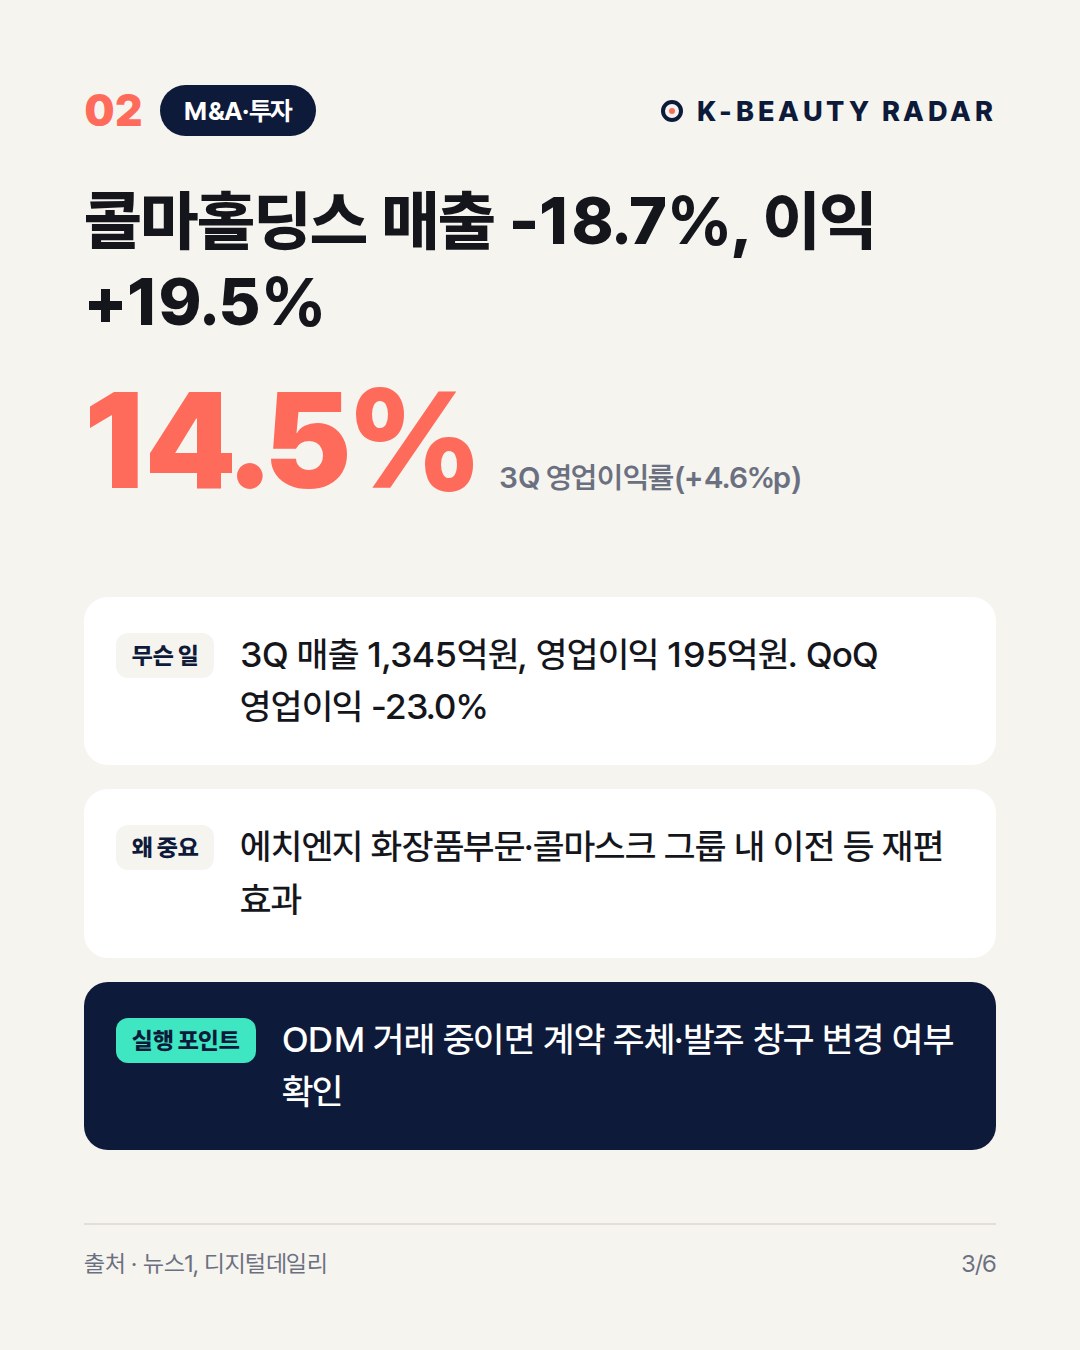 02 M&A·투자 K-BEAUTY RADAR
콜마홀딩스 매출 -18.7%, 이익
+19.5%
14.5% 3Q 영업이익률(+4.6%p)
무슨 일 3Q 매출 1,345억원, 영업이익 195억원. QoQ
영업이익 -23.0%
왜 중요 에치엔지 화장품부문·콜마스크 그룹 내 이전 등 재편
효과
실행 포인트 ODM 거래 중이면 계약 주체·발주 창구 변경 여부
확인
출처 · 뉴스1, 디지털데일리 3/6